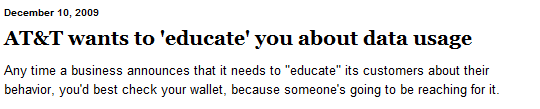 December 10, 2009
AT&T wants to 'educate' you about data usage
Any time a business announces that it needs to "educate" its customers about their
behavior, you'd best check your wallet, because someone's going to be reaching for it.